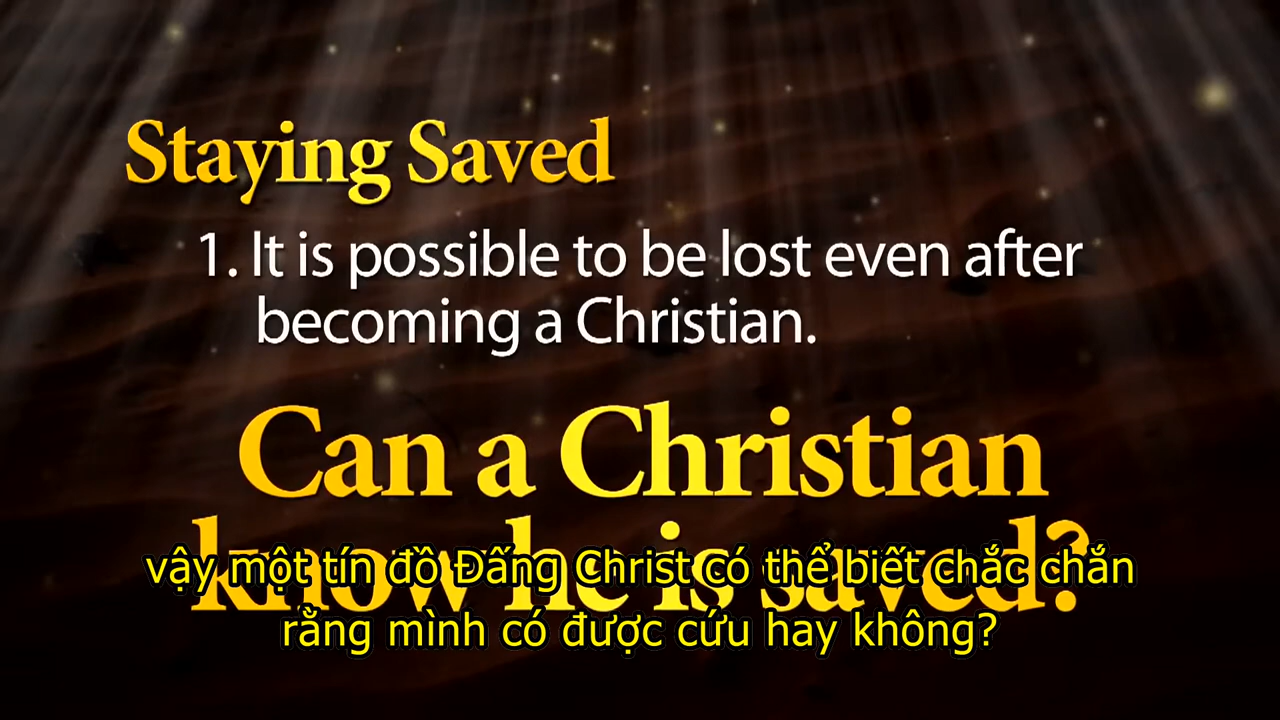 Staying Saved
1. It is possible to be lost even after
becoming a Christian.
Can a Christian
know he is saved?
vậy một tín đồ Đấng Christ có thể biết chắc chắn
rằng mình có được cứu hay không?